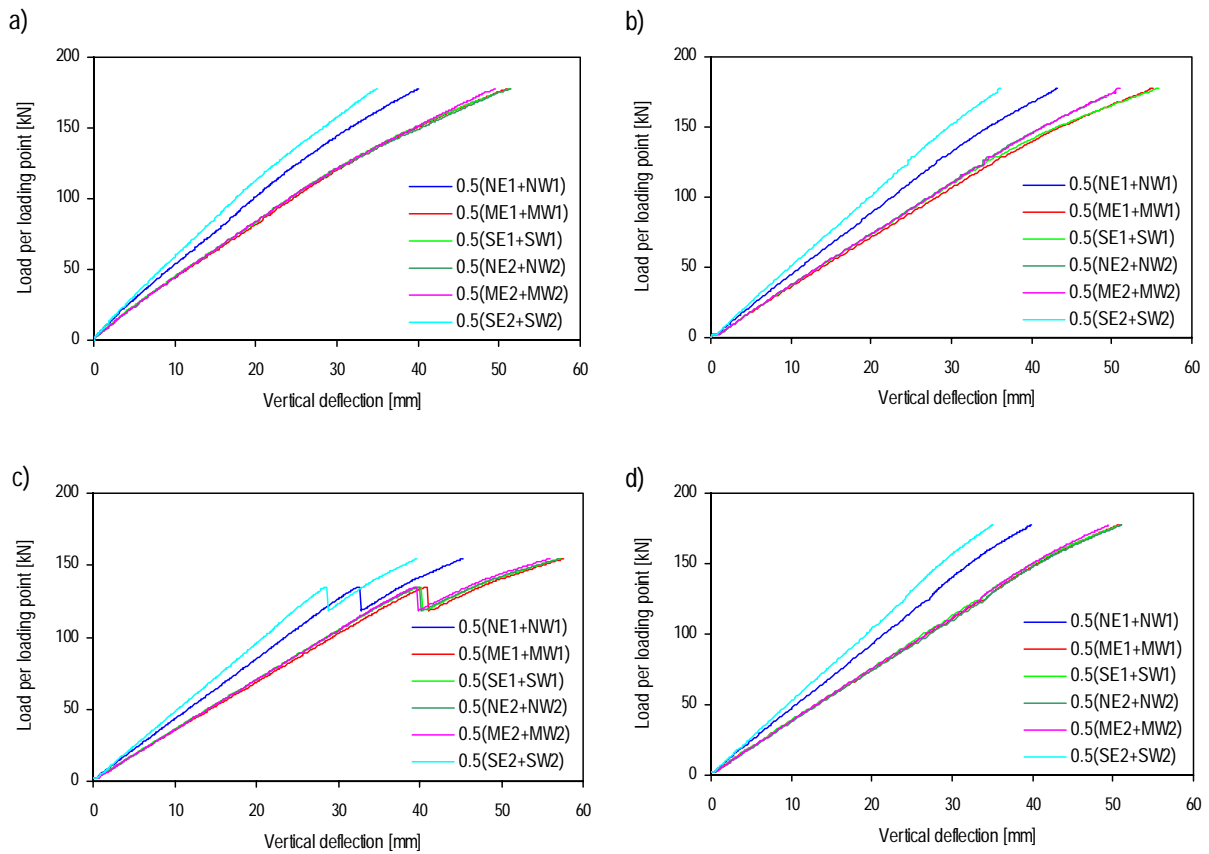 a)
Load per loading point [kN]
200
150
100
50
0
0 10 20 30 40 50 60
Vertical deflection [mm]
0.5(NE1+NW1)
0.5(ME1+MW1)
0.5(SE1+SW1)
0.5(NE2+NW2)
0.5(ME2+MW2)
0.5(SE2+SW2)
b)
Load per loading point [kN]
200
150
100
50
0
0 10 20 30 40 50 60
Vertical deflection [mm]
0.5(NE1+NW1)
0.5(ME1+MW1)
0.5(SE1+SW1)
0.5(NE2+NW2)
0.5(ME2+MW2)
0.5(SE2+SW2)
c)
Load per loading point [kN]
200
150
100
50
0
0 10 20 30 40 50 60
Vertical deflection [mm]
0.5(NE1+NW1)
0.5(ME1+MW1)
0.5(SE1+SW1)
0.5(NE2+NW2)
0.5(ME2+MW2)
0.5(SE2+SW2)
d)
Load per loading point [kN]
200
150
100
50
0
0 10 20 30 40 50 60
Vertical deflection [mm]
0.5(NE1+NW1)
0.5(ME1+MW1)
0.5(SE1+SW1)
0.5(NE2+NW2)
0.5(ME2+MW2)
0.5(SE2+SW2)